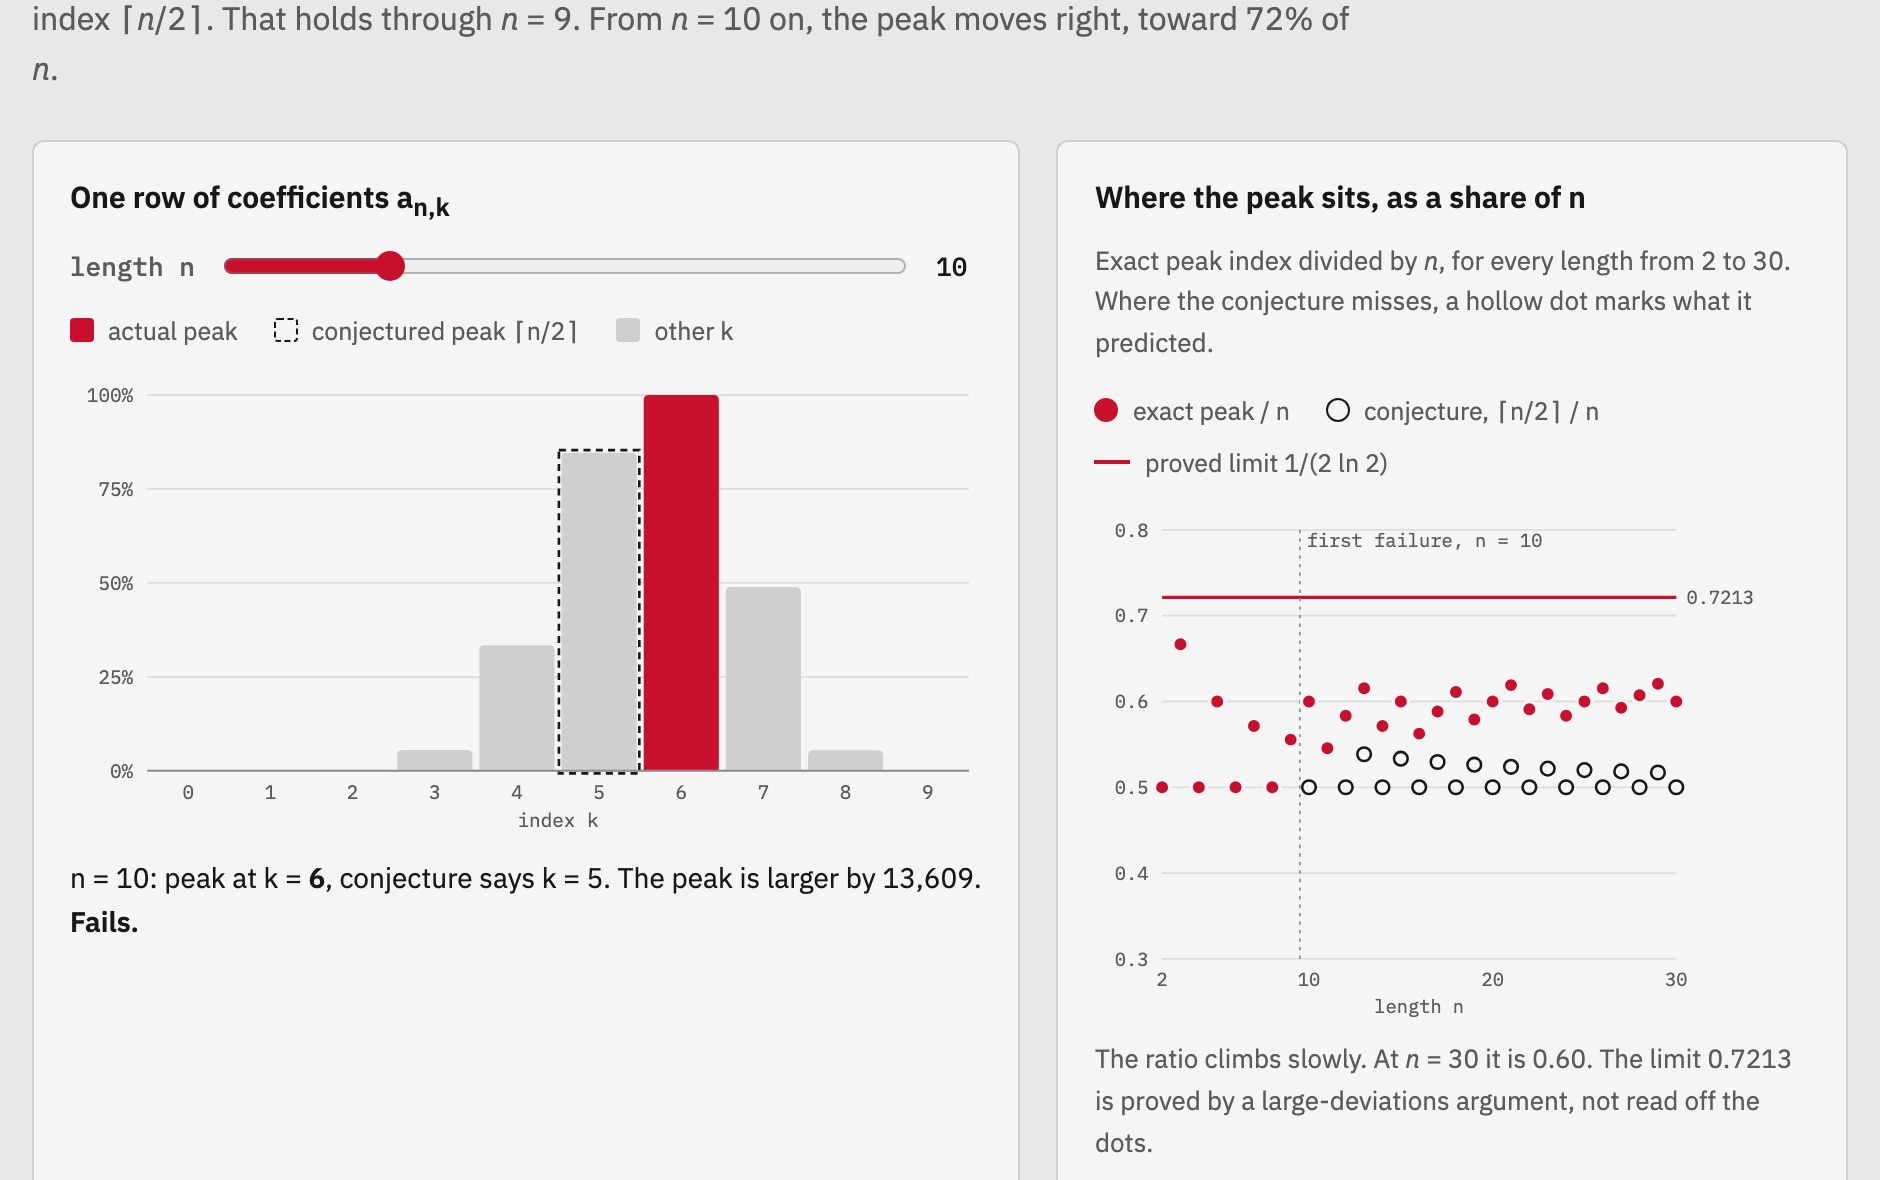 index ⌈n/2⌉. That holds through n = 9. From n = 10 on, the peak moves right, toward 72% of
n.
One row of coefficients an,k
length n
10
actual peak
conjectured peak ⌈n/2⌉
other k
100%
75%
50%
25%
0%
0 1 2 3 4 5 6 7 8 9
index k
n = 10: peak at k = 6, conjecture says k = 5. The peak is larger by 13,609.
Fails.
Where the peak sits, as a share of n
Exact peak index divided by n, for every length from 2 to 30.
Where the conjecture misses, a hollow dot marks what it
predicted.
exact peak / n
conjecture, ⌈n/2⌉ / n
proved limit 1/(2 ln 2)
0.8
first failure, n = 10
0.7213
0.7
0.6
0.5
0.4
0.3
2 10 20 30
length n
The ratio climbs slowly. At n = 30 it is 0.60. The limit 0.7213
is proved by a large-deviations argument, not read off the
dots.